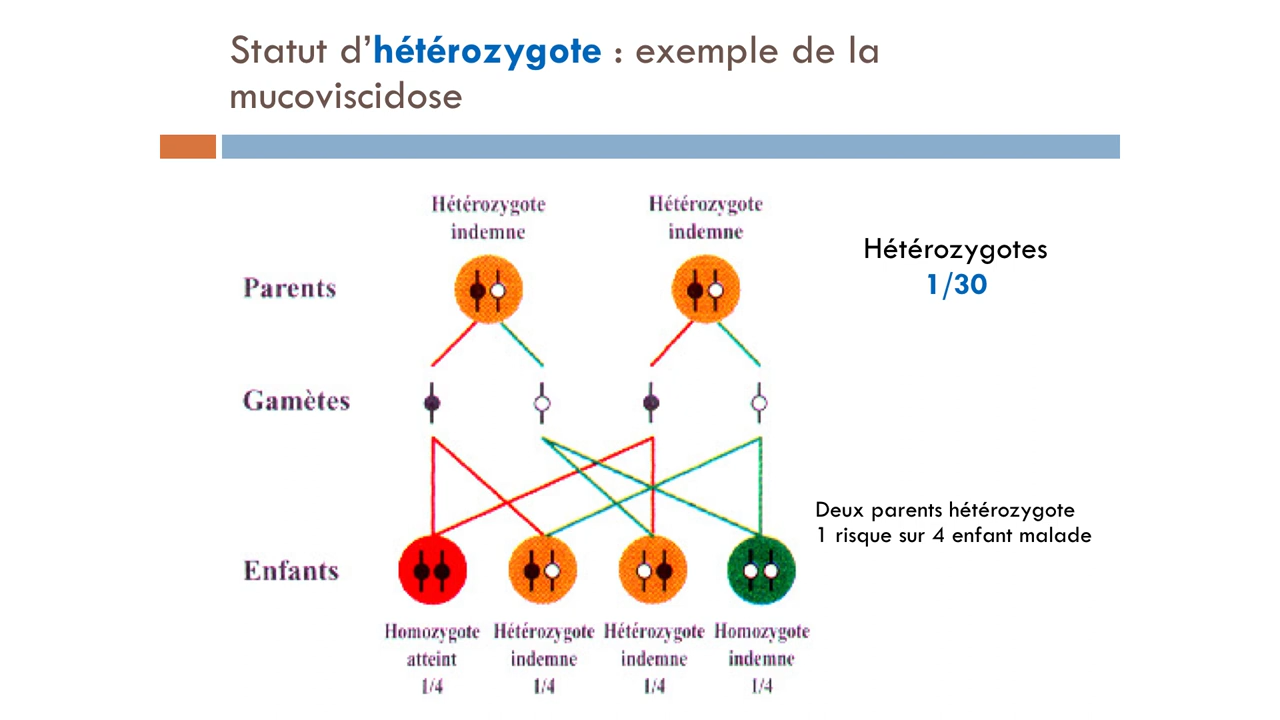 Statut d’hétérozygote : exemple de la
mucoviscidose
Hétérozygote
indemne
Hétérozygote
indemne
Hétérozygotes
1/30
Parents
Gamètes
Deux parents hétérozygote
1 risque sur 4 enfant malade
Enfants
Homozygote
atteint
1/4
Hétérozygote
indemne
1/4
Hétérozygote
indemne
1/4
Homozygote
indemne
1/4